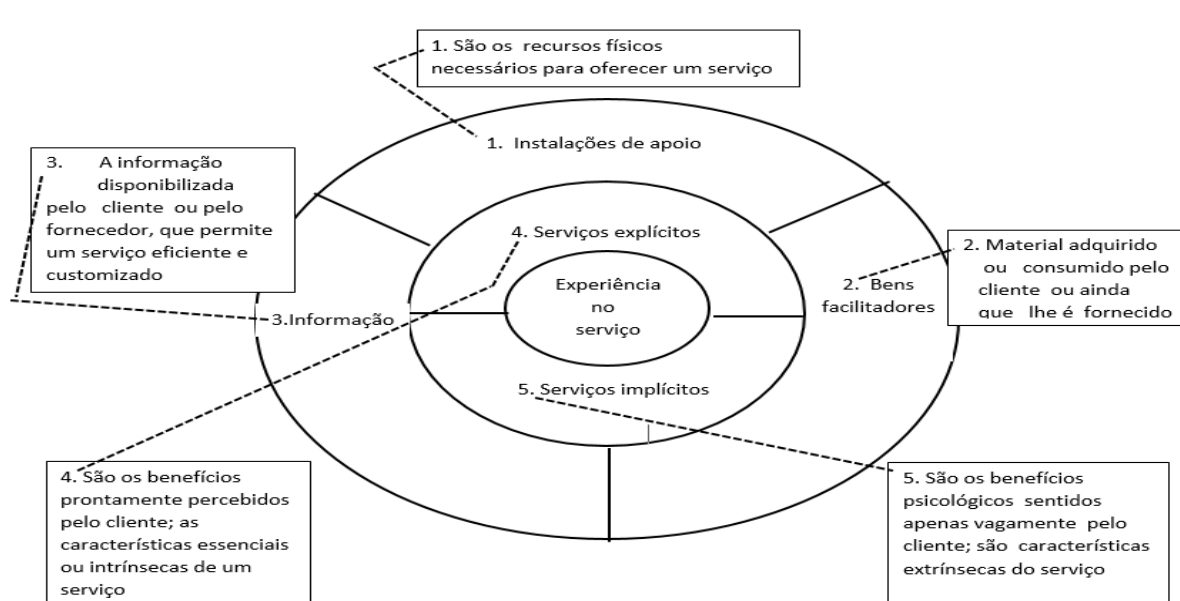 1. São os recursos físicos
necessários para oferecer um serviço
1. Instalações de apoio
3. A informação
disponibilizada
pelo cliente ou pelo
fornecedor, que permite
um serviço eficiente e
customizado
4. Serviços explícitos
2. Material adquirido
ou consumido pelo
cliente ou ainda
que lhe é fornecido
Experiência
no
serviço
2. Bens
facilitadores
3.Informação
5. Serviços implícitos
4. São os benefícios
prontamente percebidos
pelo cliente; as
características essenciais
ou intrínsecas de um
serviço
5. São os benefícios
psicológicos sentidos
apenas vagamente pelo
cliente; são características
extrínsecas do serviço